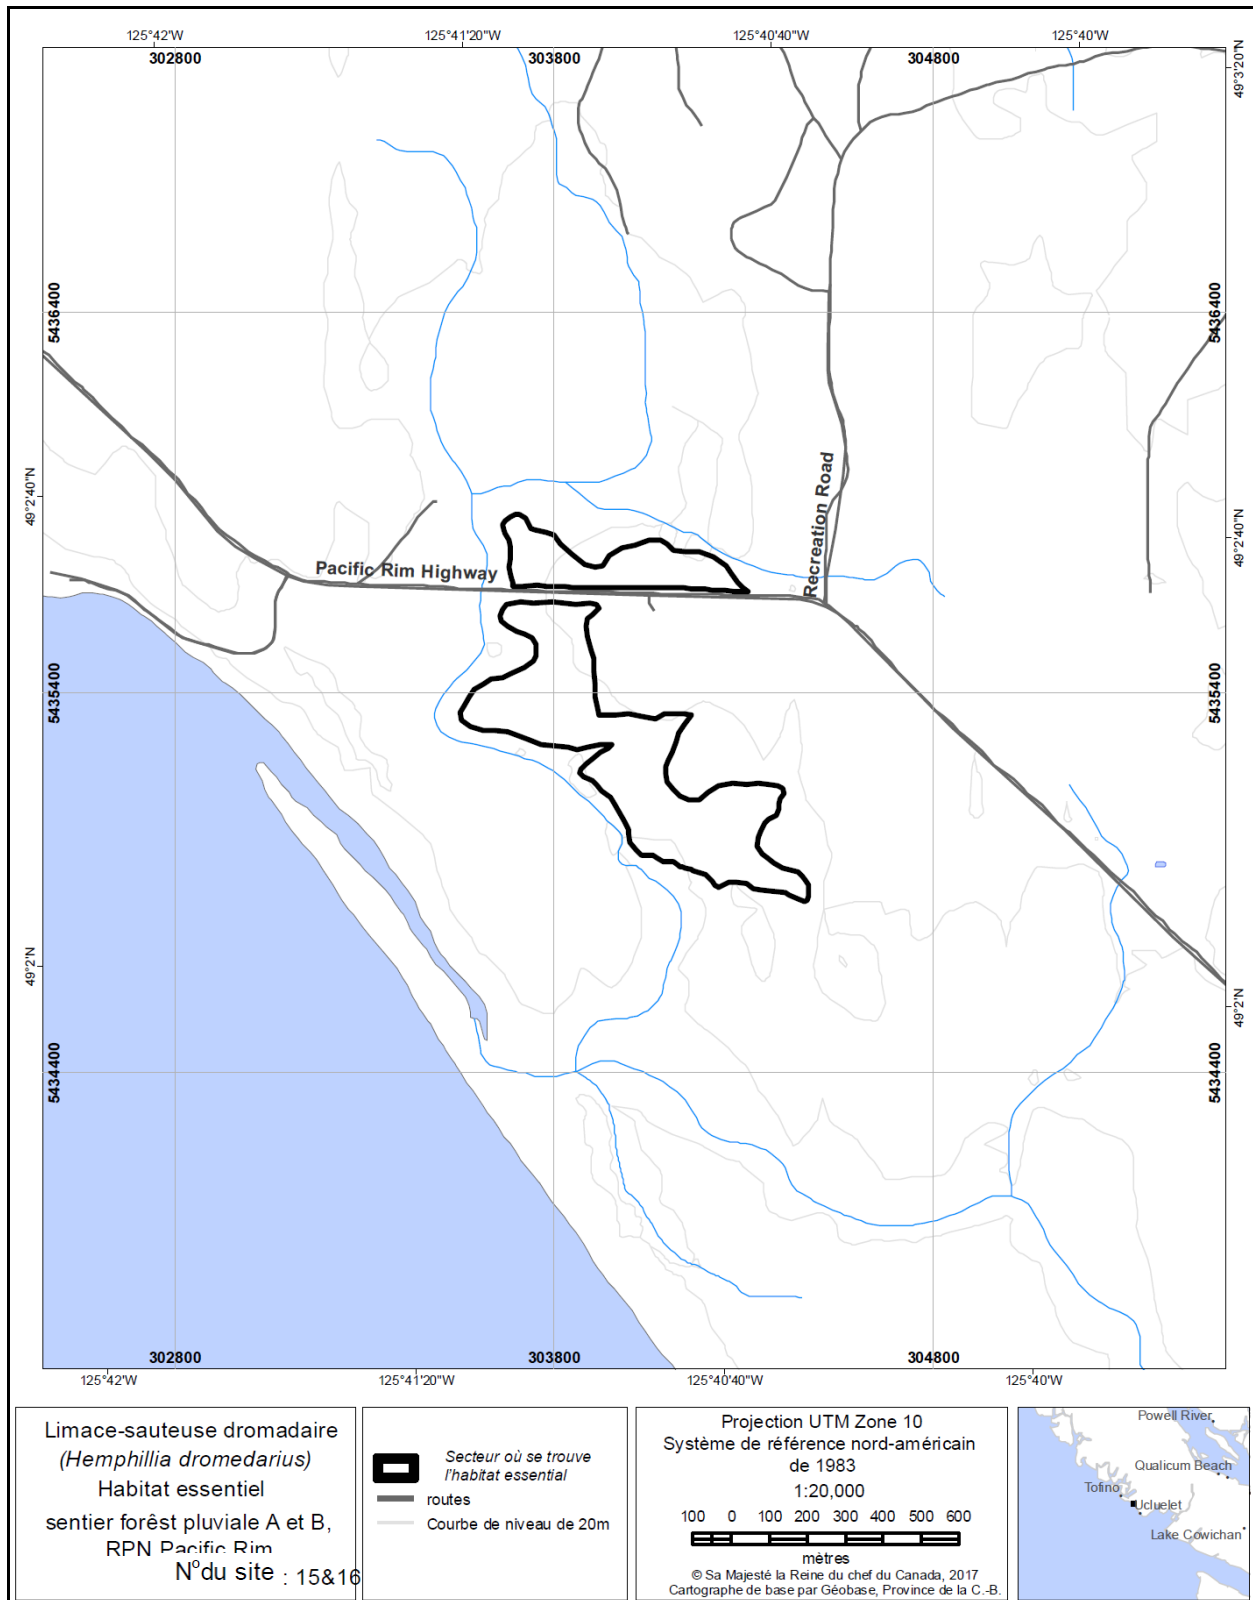 125°42'W 125°41'20"W 125°40'40"W 125°40'W
302800 303800 304800
49°3'20"N
5436400 5436400
49°2'40"N
49°2'40"N
Recreation Road
Pacific Rim Highway
5435400 5435400
49°2'N
49°2'N
5434400 5434400
302800 303800 304800
125°42'W 125°41'20"W 125°40'40"W 125°40'W
Limace-sauteuse dromadaire
(Hemphillia dromedarius)
Habitat essentiel
sentier forêst pluviale A et B,
RPN Pacific Rim
N°du site : 15&16
Secteur où se trouve
l'habitat essential
routes
Courbe de niveau de 20m
Projection UTM Zone 10
Système de référence nord-américain
de 1983
1:20,000
100 0 100 200 300 400 500 600
mètres
© Sa Majesté la Reine du chef du Canada, 2017
Cartographe de base par Géobase, Province de la C.-B.
Powell River
Qualicum Beach
Tofino
Ucluelet
Lake Cowichan